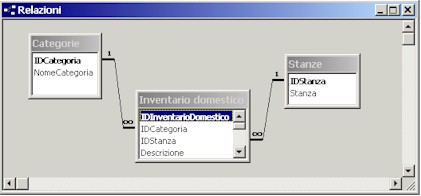 Relazioni
Categorie
IDCategoria
NomeCategoria
1
∞
Inventario domestico
IDInventarioDomestico
IDCategoria
IDStanza
Descrizione
Stanze
IDStanza
Stanza
1
∞